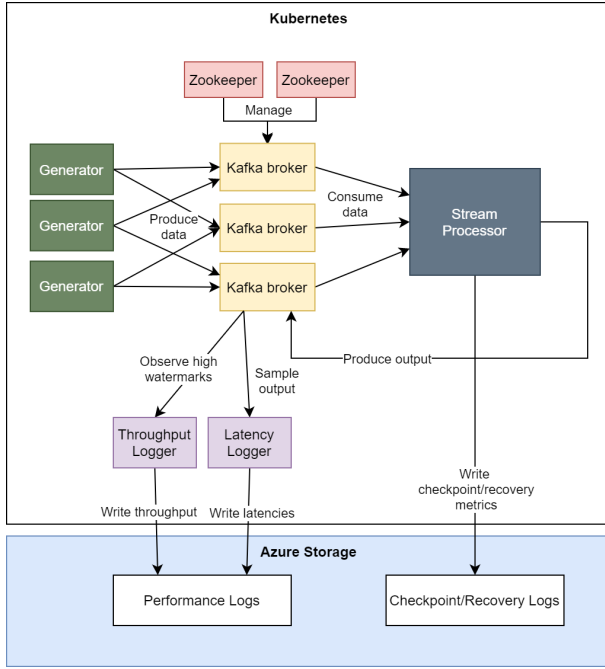 Kubernetes
Zookeeper
Zookeeper
Manage
Generator
Generator
Generator
Produce
data
Kafka broker
Kafka broker
Kafka broker
Consume
data
Stream
Processor
Produce output
Observe high
watermarks
Sample
output
Throughput
Logger
Latency
Logger
Write throughput
Write latencies
Write
checkpoint/recovery
metrics
Azure Storage
Performance Logs
Checkpoint/Recovery Logs